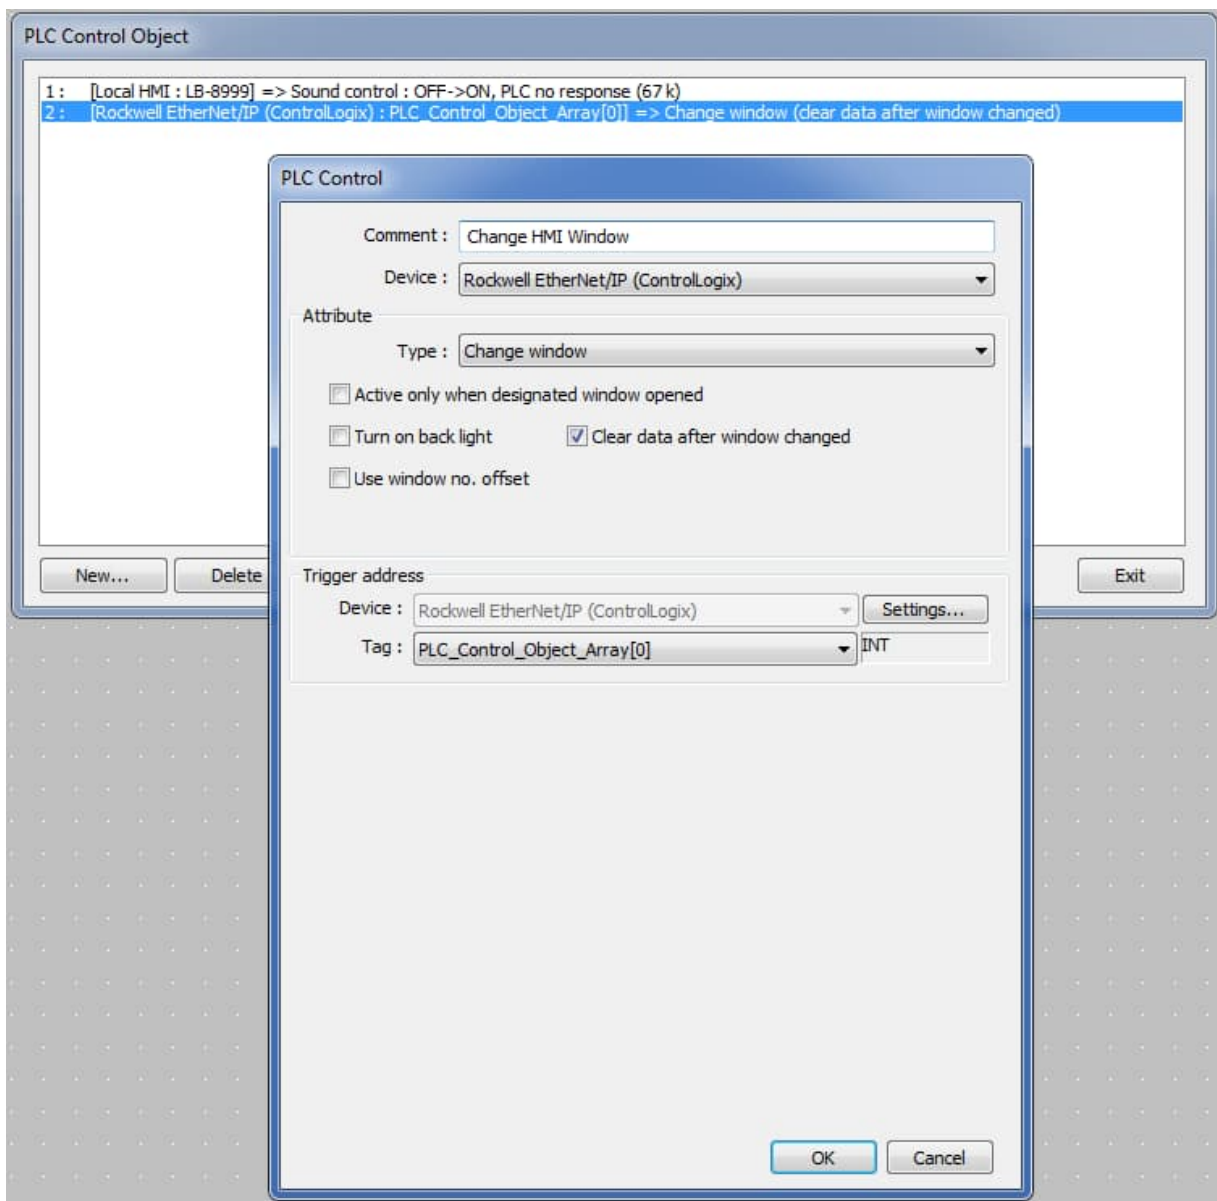 PLC Control Object
1 : [Local HMI : LB-8999] => Sound control : OFF->ON, PLC no response (67 k)
2 : [Rockwell EtherNet/IP (ControlLogix) : PLC_Control_Object_Array[0]] => Change window (clear data after window changed)
PLC Control
Comment : Change HMI Window
Device : Rockwell EtherNet/IP (ControlLogix)
Attribute
Type : Change window
Active only when designated window opened
Turn on back light Clear data after window changed
Use window no. offset
New... Delete Exit
Trigger address
Device : Rockwell EtherNet/IP (ControlLogix) Settings...
Tag : PLC_Control_Object_Array[0] INT
OK Cancel